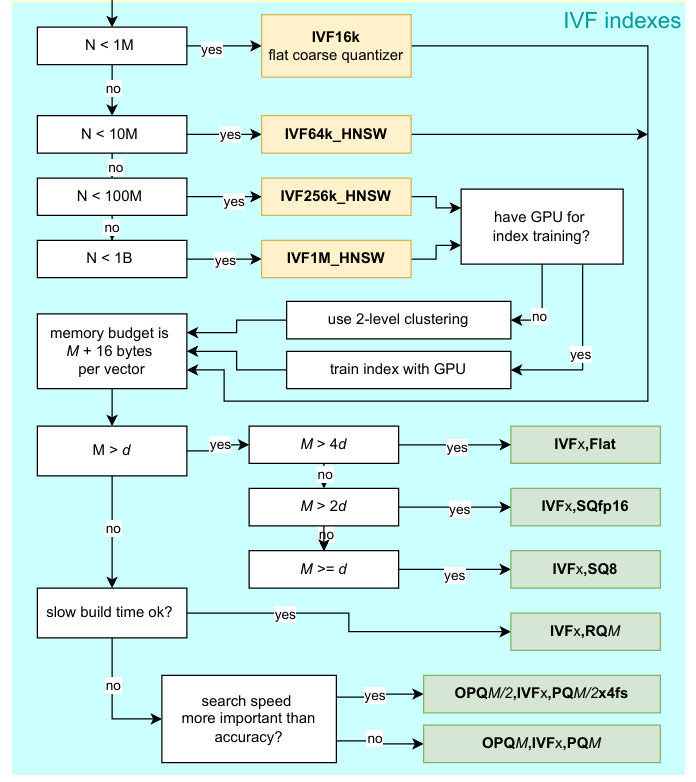 IVF indexes
N < 1M
yes
IVF16k
flat coarse quantizer
no
N < 10M
yes
IVF64k_HNSW
no
N < 100M
yes
IVF256k_HNSW
have GPU for
index training?
no
N < 1B
yes
IVF1M_HNSW
use 2-level clustering
no
memory budget is
M + 16 bytes
per vector
train index with GPU
yes
M > d
yes
M > 4d
yes
IVFx,Flat
no
M > 2d
yes
IVFx,SQfp16
no
no
M >= d
yes
IVFx,SQ8
slow build time ok?
yes
IVFx,RQM
no
search speed
more important than
accuracy?
yes
OPQM/2,IVFx,PQM/2x4fs
no
OPQM,IVFx,PQM